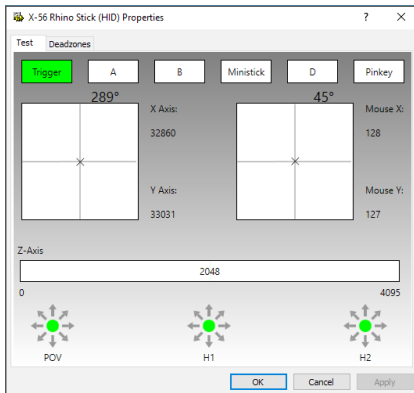 X-56 Rhino Stick (HID) Properties
Test Deadzones
Trigger A B Ministick D Pinkey
289° 45°
X Axis: Mouse X:
32860 128
Y Axis: Mouse Y:
33031 127
Z-Axis
2048
0 4095
POV H1 H2
OK Cancel Apply